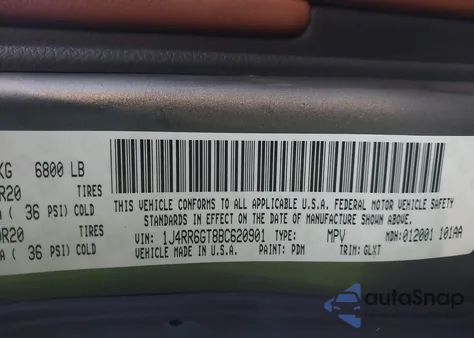 KG 6800 LB
R20 TIRES
A ( 36 PSI) COLD
R20 TIRES
A ( 36 PSI) COLD
THIS VEHICLE CONFORMS TO ALL APPLICABLE U.S.A. FEDERAL MOTOR VEHICLE SAFETY
STANDARDS IN EFFECT ON THE DATE OF MANUFACTURE SHOWN ABOVE.
VIN: 1J4RR6GT8BC620901 TYPE: MPV MDH: 012001 101AA
VEHICLE MADE IN U.S.A. PAINT: PDM TRIM: GLXT
autoSnap